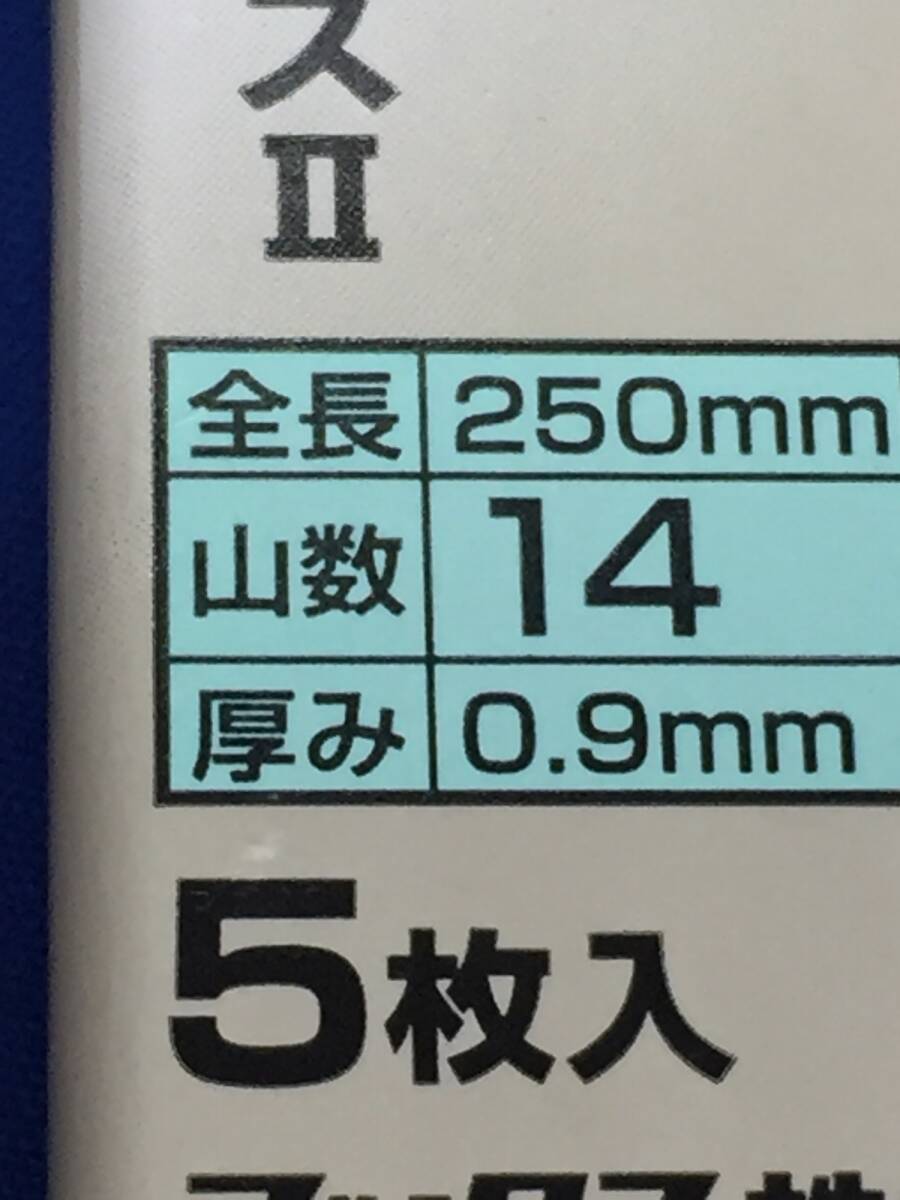 ス
II
全長 250mm
山数 14
厚み 0.9mm
5枚入